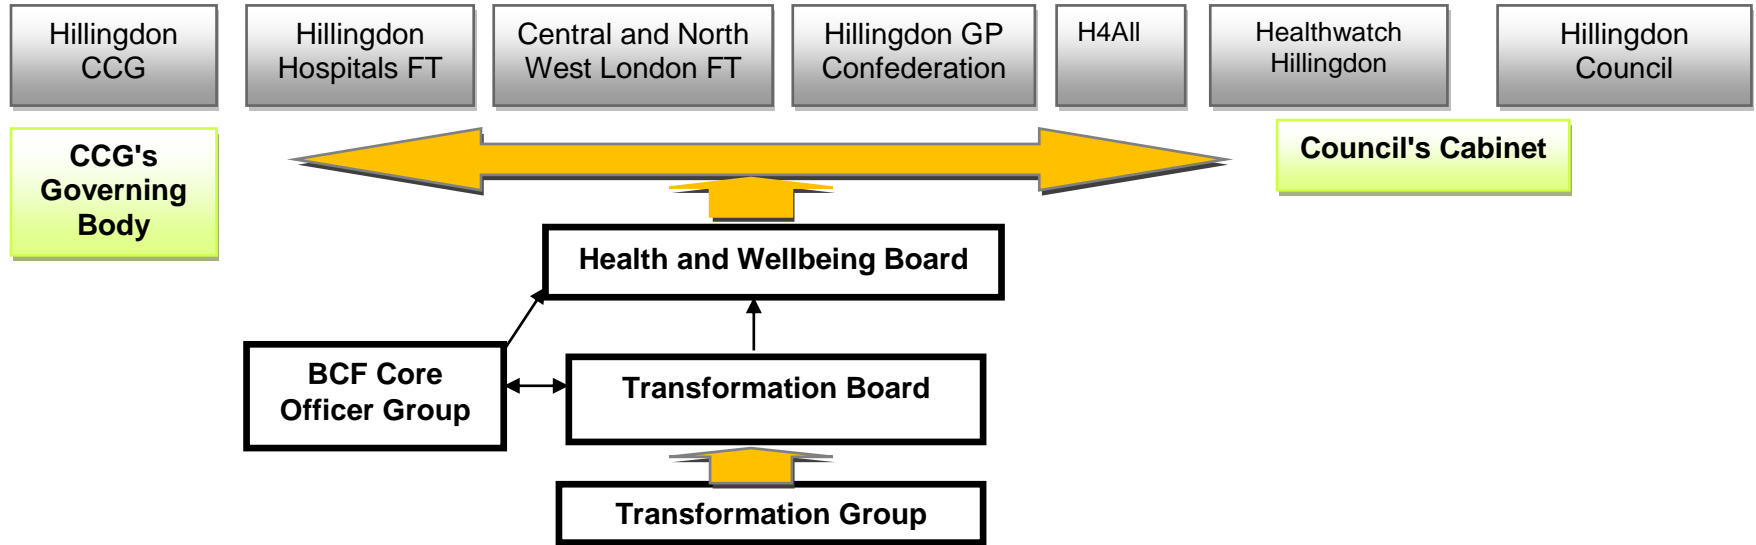 Hillingdon
CCG
Hillingdon
Hospitals FT
Central and North
West London FT
Hillingdon GP
Confederation
H4All
Healthwatch
Hillingdon
Hillingdon
Council
CCG's
Governing
Body
Council's Cabinet
Health and Wellbeing Board
BCF Core
Officer Group
Transformation Board
Transformation Group